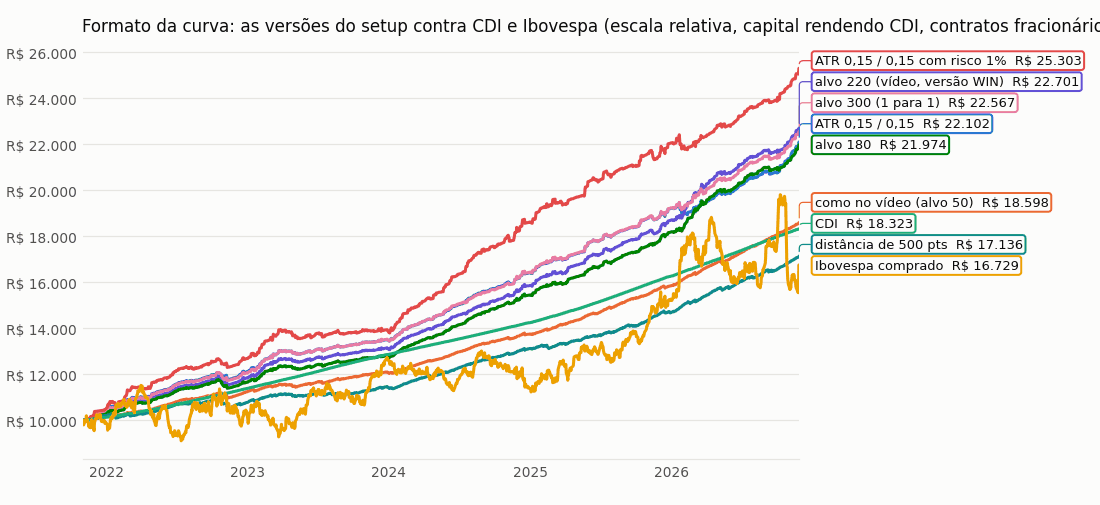 Formato da curva: as versões do setup contra CDI e Ibovespa (escala relativa, capital rendendo CDI, contratos fracionário
R$ 26.000
R$ 24.000
R$ 22.000
R$ 20.000
R$ 18.000
R$ 16.000
R$ 14.000
R$ 12.000
R$ 10.000
ATR 0,15 / 0,15 com risco 1% R$ 25.303
alvo 220 (vídeo, versão WIN) R$ 22.701
alvo 300 (1 para 1) R$ 22.567
ATR 0,15 / 0,15 R$ 22.102
alvo 180 R$ 21.974
como no vídeo (alvo 50) R$ 18.598
CDI R$ 18.323
distância de 500 pts R$ 17.136
Ibovespa comprado R$ 16.729
2022 2023 2024 2025 2026